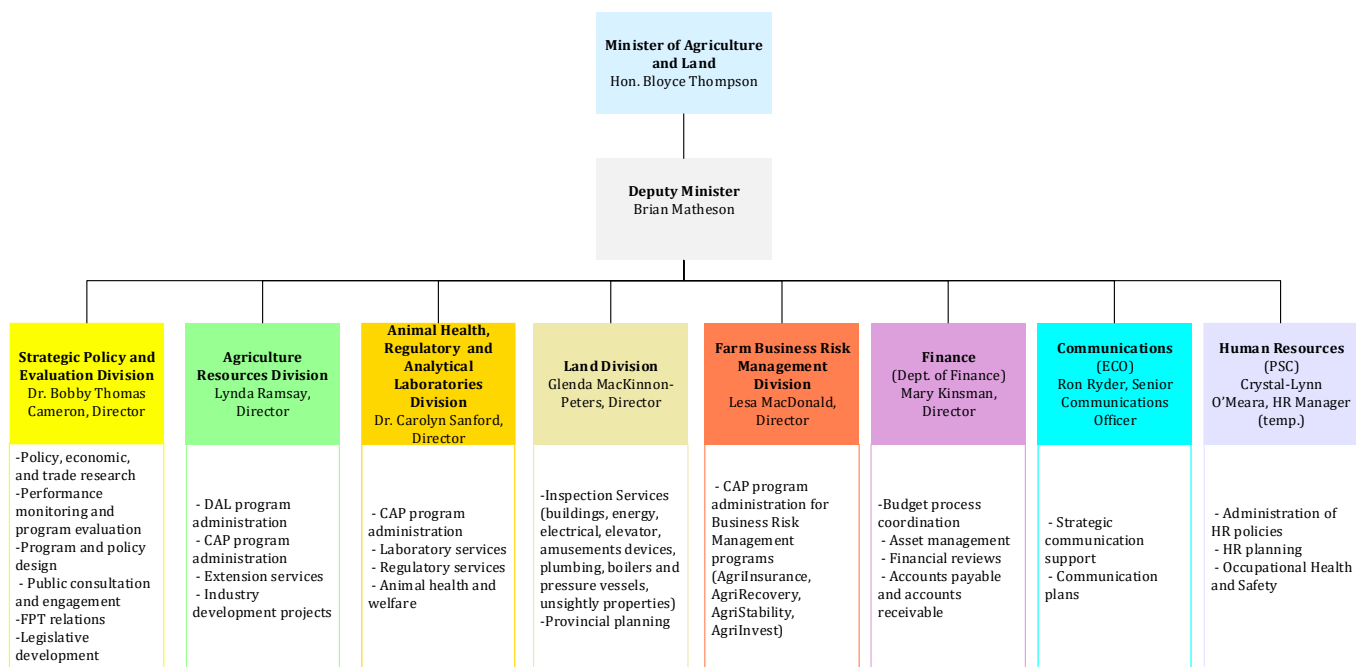 Minister of Agriculture
and Land
Hon. Bloyce Thompson
Deputy Minister
Brian Matheson
Strategic Policy and
Evaluation Division
Dr. Bobby Thomas
Cameron, Director
-Policy, economic,
and trade research
-Performance
monitoring and
program evaluation
-Program and policy
design
- Public consultation
and engagement
-FPT relations
-Legislative
development
Agriculture
Resources Division
Lynda Ramsay,
Director
- DAL program
administration
- CAP program
administration
- Extension services
- Industry
development projects
Animal Health,
Regulatory and
Analytical
Laboratories
Division
Dr. Carolyn Sanford,
Director
- CAP program
administration
- Laboratory services
- Regulatory services
- Animal health and
welfare
Land Division
Glenda MacKinnon-
Peters, Director
-Inspection Services
(buildings, energy,
electrical, elevator,
amusements devices,
plumbing, boilers and
pressure vessels,
unsightly properties)
-Provincial planning
Farm Business Risk
Management
Division
Lesa MacDonald,
Director
- CAP program
administration for
Business Risk
Management
programs
(AgriInsurance,
AgriRecovery,
AgriStability,
AgriInvest)
Finance
(Dept. of Finance)
Mary Kinsman,
Director
-Budget process
coordination
- Asset management
- Financial reviews
- Accounts payable
and accounts
receivable
Communications
(ECO)
Ron Ryder, Senior
Communications
Officer
- Strategic
communication
support
- Communication
plans
Human Resources
(PSC)
Crystal-Lynn
O’Meara, HR Manager
(temp.)
- Administration of
HR policies
- HR planning
- Occupational Health
and Safety